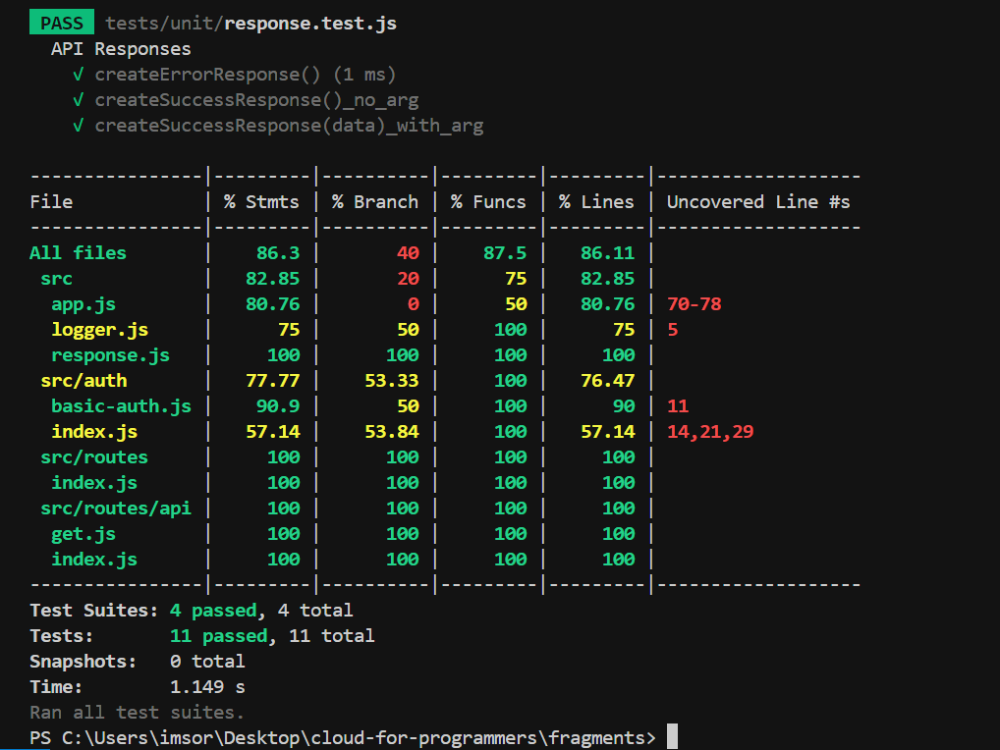 PASS tests/unit/response.test.js
  API Responses
    √ createErrorResponse() (1 ms)
    √ createSuccessResponse()_no_arg
    √ createSuccessResponse(data)_with_arg

----------------|---------|----------|---------|---------|-------------------
File            | % Stmts | % Branch | % Funcs | % Lines | Uncovered Line #s
----------------|---------|----------|---------|---------|-------------------
All files       |    86.3 |       40 |    87.5 |   86.11 |
 src            |   82.85 |       20 |      75 |   82.85 |
  app.js        |   80.76 |        0 |      50 |   80.76 | 70-78
  logger.js     |      75 |       50 |     100 |      75 | 5
  response.js   |     100 |      100 |     100 |     100 |
 src/auth       |   77.77 |    53.33 |     100 |   76.47 |
  basic-auth.js |    90.9 |       50 |     100 |      90 | 11
  index.js      |   57.14 |    53.84 |     100 |   57.14 | 14,21,29
 src/routes     |     100 |      100 |     100 |     100 |
  index.js      |     100 |      100 |     100 |     100 |
 src/routes/api |     100 |      100 |     100 |     100 |
  get.js        |     100 |      100 |     100 |     100 |
  index.js      |     100 |      100 |     100 |     100 |
----------------|---------|----------|---------|---------|-------------------
Test Suites: 4 passed, 4 total
Tests:       11 passed, 11 total
Snapshots:   0 total
Time:        1.149 s
Ran all test suites.
PS C:\Users\imsor\Desktop\cloud-for-programmers\fragments>